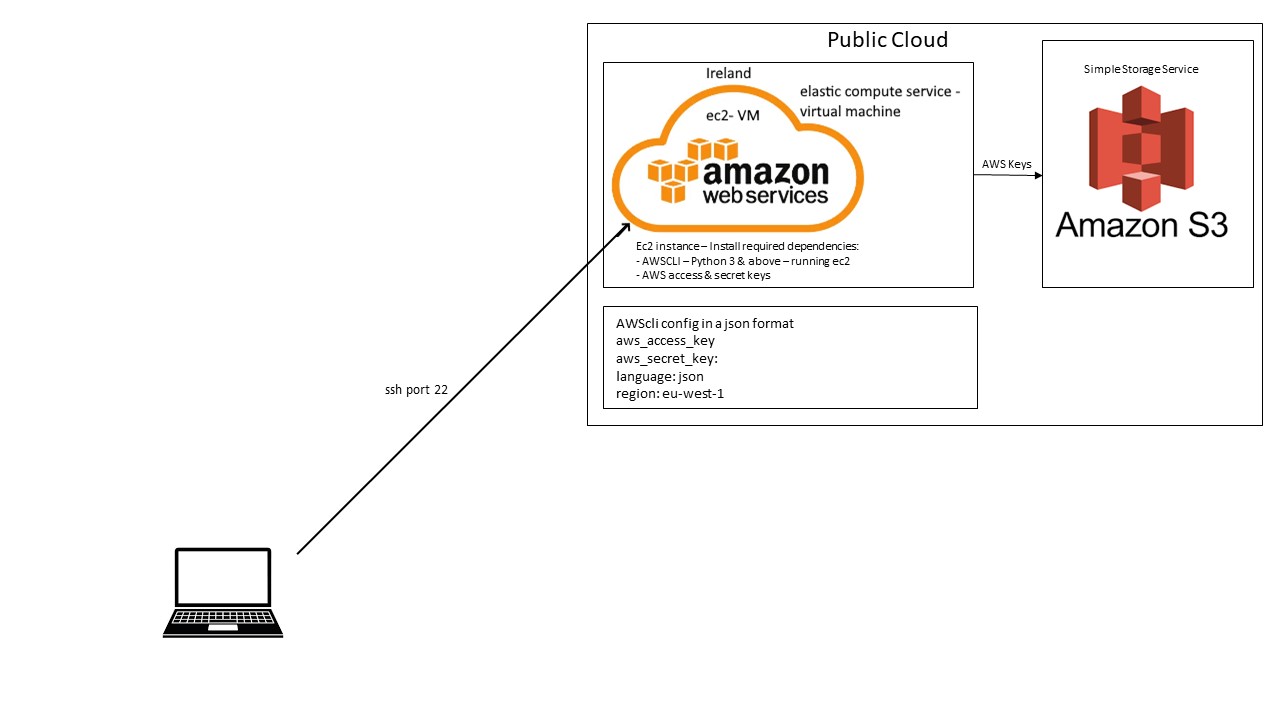 Public Cloud
Ireland
elastic compute service -
virtual machine
ec2- VM
amazon
webservices
Ec2 instance – Install required dependencies:
- AWSCLI – Python 3 & above – running ec2
- AWS access & secret keys
AWS Keys
Simple Storage Service
Amazon S3
AWScli config in a json format
aws_access_key
aws_secret_key:
language: json
region: eu-west-1
ssh port 22